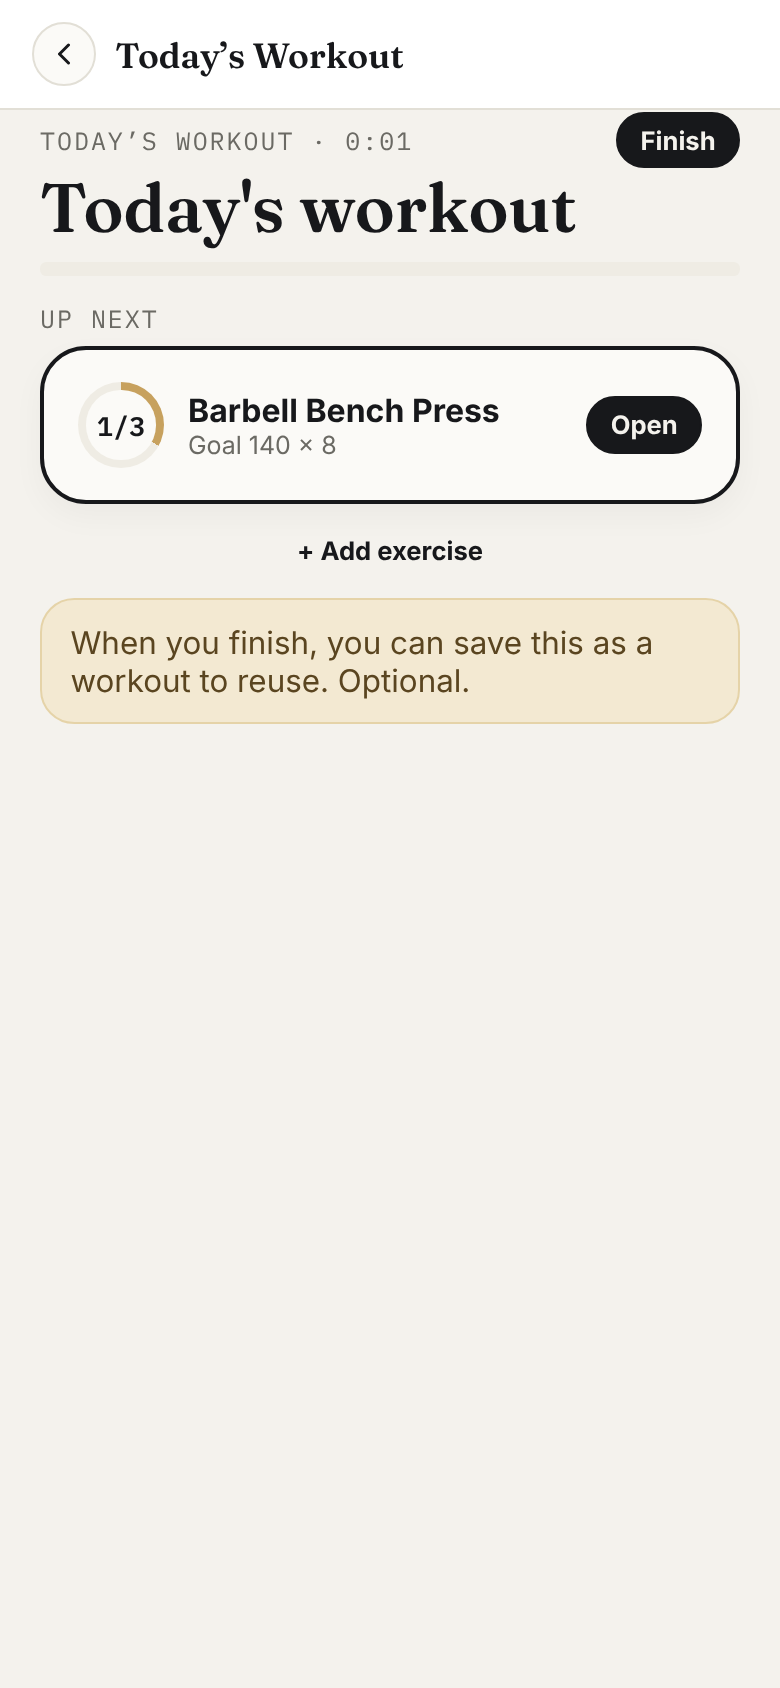 Today’s Workout
TODAY’S WORKOUT · 0:01
Finish
Today's workout
UP NEXT
1/3
Barbell Bench Press
Goal 140 × 8
Open
+ Add exercise
When you finish, you can save this as a
workout to reuse. Optional.